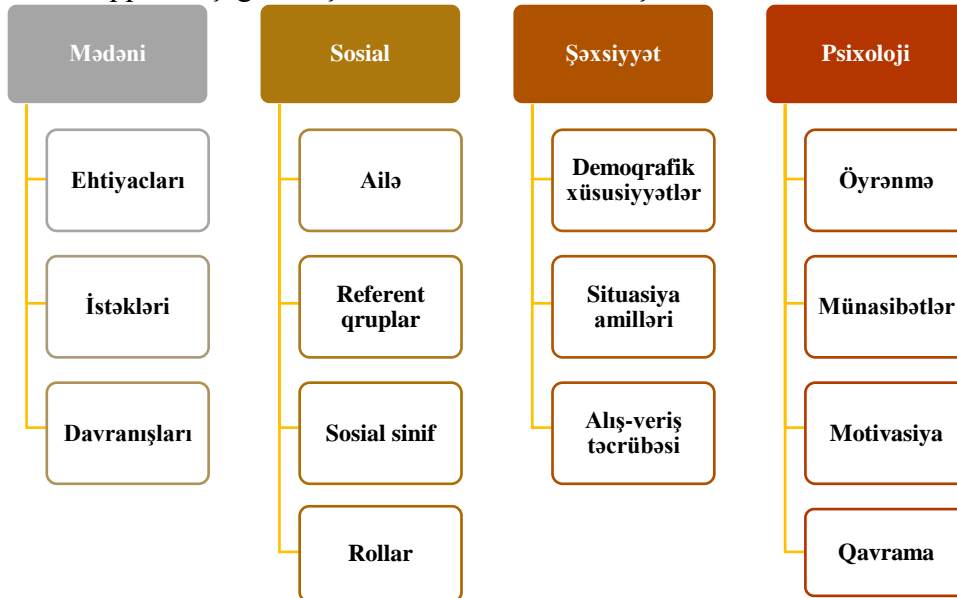 Mədəni
Ehtiyacları
İstəkləri
Davranışları
Sosial
Ailə
Referent
qruplar
Sosial sinif
Rollar
Şəxsiyyət
Demoqrafik
xüsusiyyətlər
Situasiya
amilləri
Alış-veriş
təcrübəsi
Psixoloji
Öyrənmə
Münasibətlər
Motivasiya
Qavrama